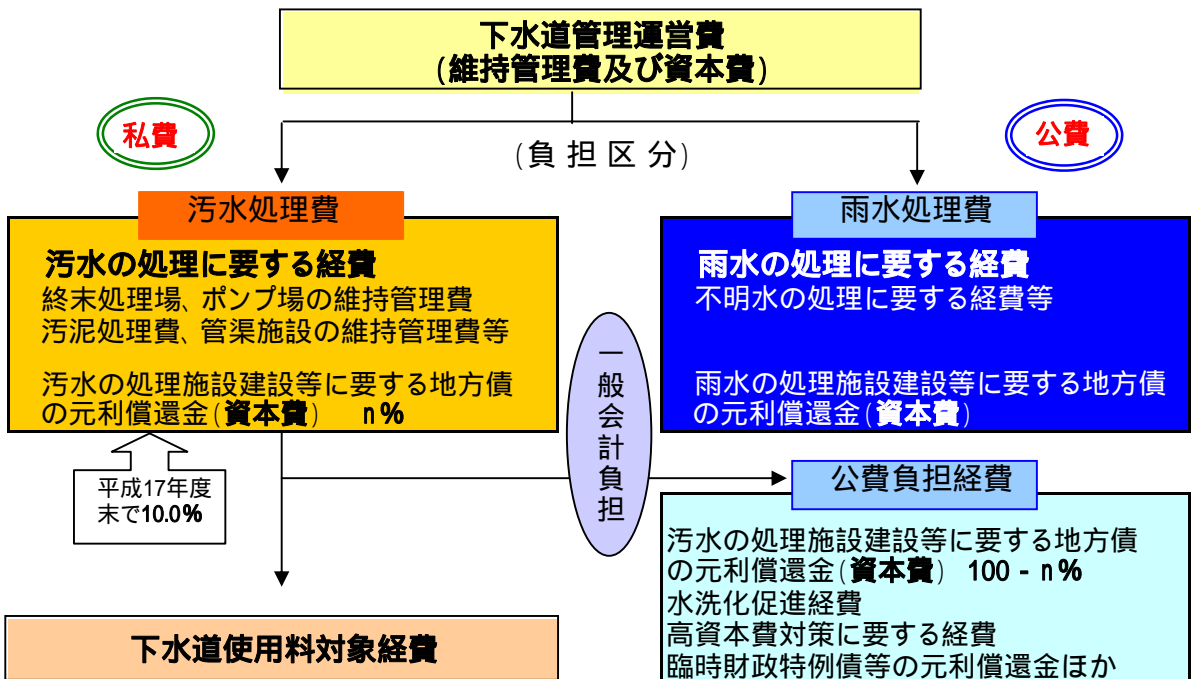 下水道管理運営費
(維持管理費及び資本費)
私費
公費
(負担区分)
汚水処理費
汚水の処理に要する経費
終末処理場、ポンプ場の維持管理費
汚泥処理費、管渠施設の維持管理費等
汚水の処理施設建設等に要する地方債
の元利償還金(資本費) n%
平成17年度
末で10.0%
雨水処理費
雨水の処理に要する経費
不明水の処理に要する経費等
雨水の処理施設建設等に要する地方債
の元利償還金(資本費)
一般会計負担
公費負担経費
汚水の処理施設建設等に要する地方債
の元利償還金(資本費) 100 - n%
水洗化促進経費
高資本費対策に要する経費
臨時財政特例債等の元利償還金ほか
下水道使用料対象経費